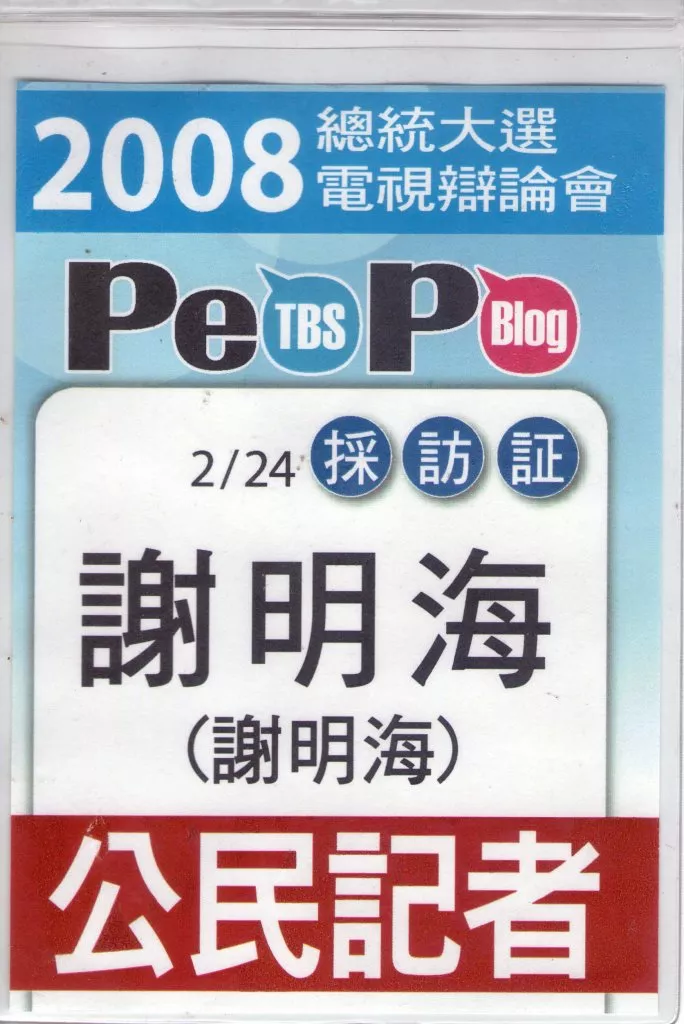 2008 總統大選
電視辯論會
PeoPo
TBS Blog
2/24 採訪証
謝明海
(謝明海)
公民記者